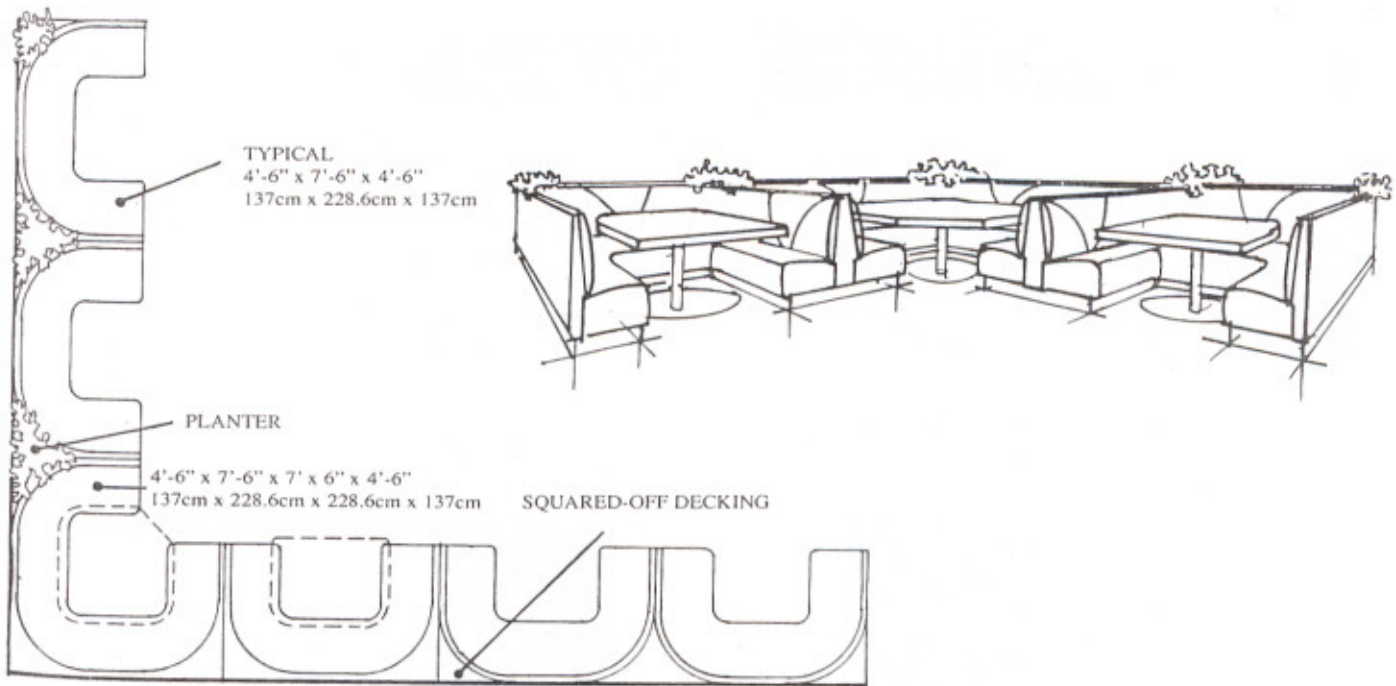 TYPICAL
4'-6" x 7'-6" x 4'-6"
137cm x 228.6cm x 137cm
PLANTER
4'-6" x 7'-6" x 7' x 6" x 4'-6"
137cm x 228.6cm x 228.6cm x 137cm
SQUARED-OFF DECKING